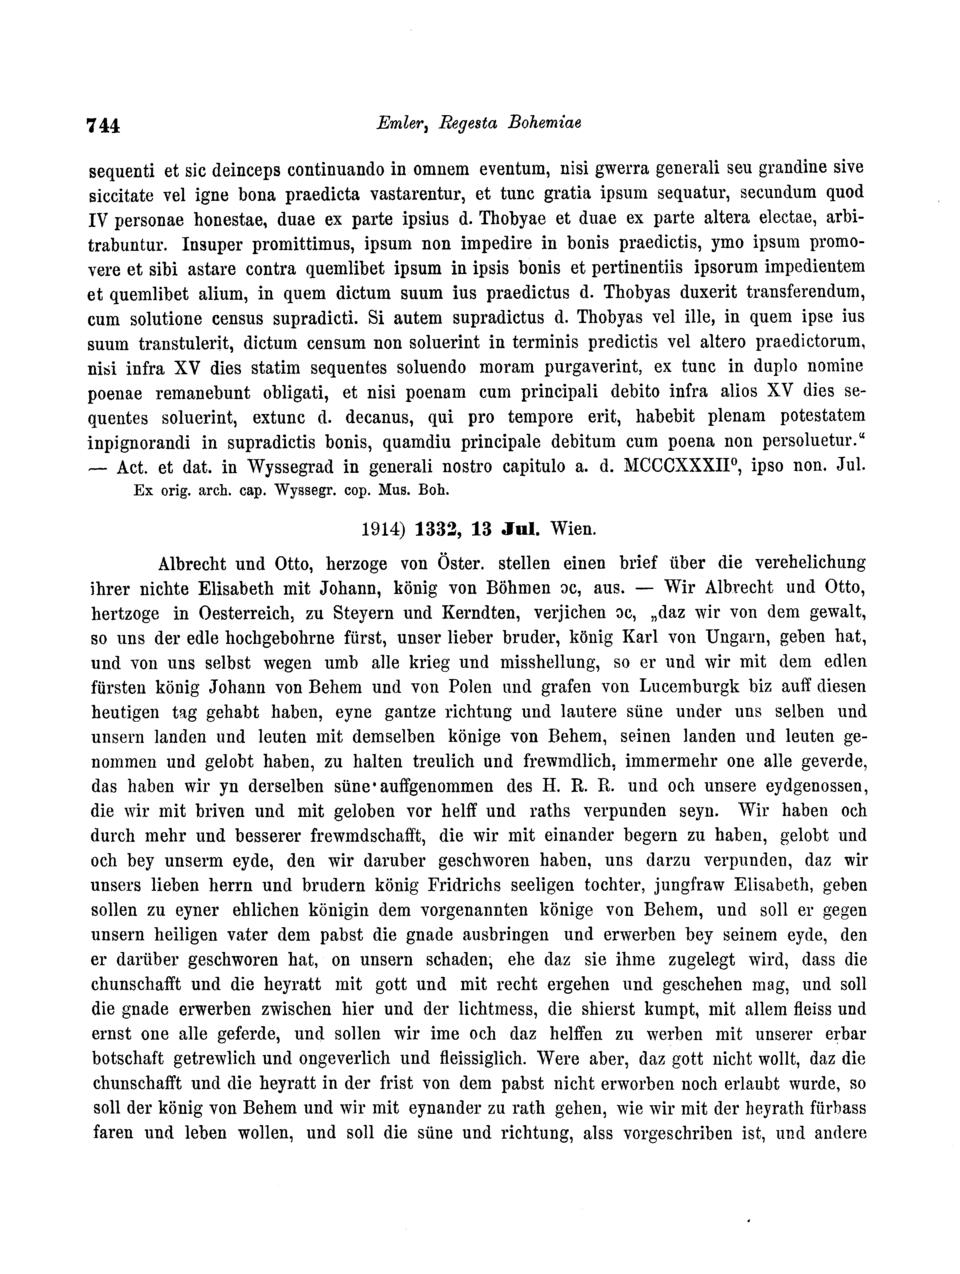 744
Emler, Regesta Bohemiae
sequenti et sic deinceps continuando in omnem eventum, nisi gwerra generali seu grandine sive
siccitate vel igne bona praedicta vastarentur, et tunc gratia ipsum sequatur, secundum quod
IV personae honestae, duae ex parte ipsius d. Thobyae et duae ex parte altera electae, arbi-
trabuntur. Insuper promittimus, ipsum non impedire in bonis praedictis, ymo ipsum promo-
vere et sibi astare contra quemlibet ipsum in ipsis bonis et pertinentiis ipsorum impedientem
et quemlibet alium, in quem dictum suum ius praedictus d. Thobyas duxerit transferendum,
cum solutione census supradicti. Si autem supradictus d. Thobyas vel ille, in quem ipse ius
suum transtulerit, dictum censum non soluerint in terminis predictis vel altero praedictorum,
nisi infra XV dies statim sequentes soluendo moram purgaverint, ex tunc in duplo nomine
poenae remanebunt obligati, et nisi poenam cum principali debito infra alios XV dies se-
quentes soluerint, extunc d. decanus, qui pro tempore erit, habebit plenam potestatem
inpignorandi in supradictis bonis, quamdiu principale debitum cum poena non persoluetur.“
— Act. et dat. in Wyssegrad in generali nostro capitulo a. d. MCCCXXXII⁰, ipso non. Jul.
Ex orig. arch. cap. Wyssegr. cop. Mus. Boh.
1914) 1332, 13 Jul. Wien.
Albrecht und Otto, herzoge von Öster. stellen einen brief über die verehelichung
ihrer nichte Elisabeth mit Johann, könig von Böhmen ɔc, aus. — Wir Albrecht und Otto,
hertzoge in Oesterreich, zu Steyern und Kerndten, verjichen ɔc, „daz wir von dem gewalt,
so uns der edle hochgebohrne fürst, unser lieber bruder, könig Karl von Ungarn, geben hat,
und von uns selbst wegen umb alle krieg und misshellung, so er und wir mit dem edlen
fürsten könig Johann von Behem und von Polen und grafen von Lucemburgk biz auff diesen
heutigen tag gehabt haben, eyne gantze richtung und lautere süne under uns selben und
unsern landen und leuten mit demselben könige von Behem, seinen landen und leuten ge-
nommen und gelobt haben, zu halten treulich und frewmdlich, immermehr one alle geverde,
das haben wir yn derselben süne auffgenommen des H. R. R. und och unsere eydgenossen,
die wir mit briven und mit geloben vor helff und raths verpunden seyn. Wir haben och
durch mehr und besserer frewmdschafft, die wir mit einander begern zu haben, gelobt und
och bey unserm eyde, den wir daruber geschworen haben, uns darzu verpunden, daz wir
unsers lieben herrn und brudern könig Fridrichs seeligen tochter, jungfraw Elisabeth, geben
sollen zu eyner ehlichen königin dem vorgenannten könige von Behem, und soll er gegen
unsern heiligen vater dem pabst die gnade ausbringen und erwerben bey seinem eyde, den
er darüber geschworen hat, on unsern schaden, ehe daz sie ihme zugelegt wird, dass die
chunschafft und die heyratt mit gott und mit recht ergehen und geschehen mag, und soll
die gnade erwerben zwischen hier und der lichtmess, die shierst kumpt, mit allem fleiss und
ernst one alle geferde, und sollen wir ime och daz helffen zu werben mit unserer erbar
botschaft getrewlich und ongeverlich und fleissiglich. Were aber, daz gott nicht wollt, daz die
chunschafft und die heyratt in der frist von dem pabst nicht erworben noch erlaubt wurde, so
soll der könig von Behem und wir mit eynander zu rath gehen, wie wir mit der heyrath fürbass
faren und leben wollen, und soll die süne und richtung, alss vorgeschriben ist, und andere